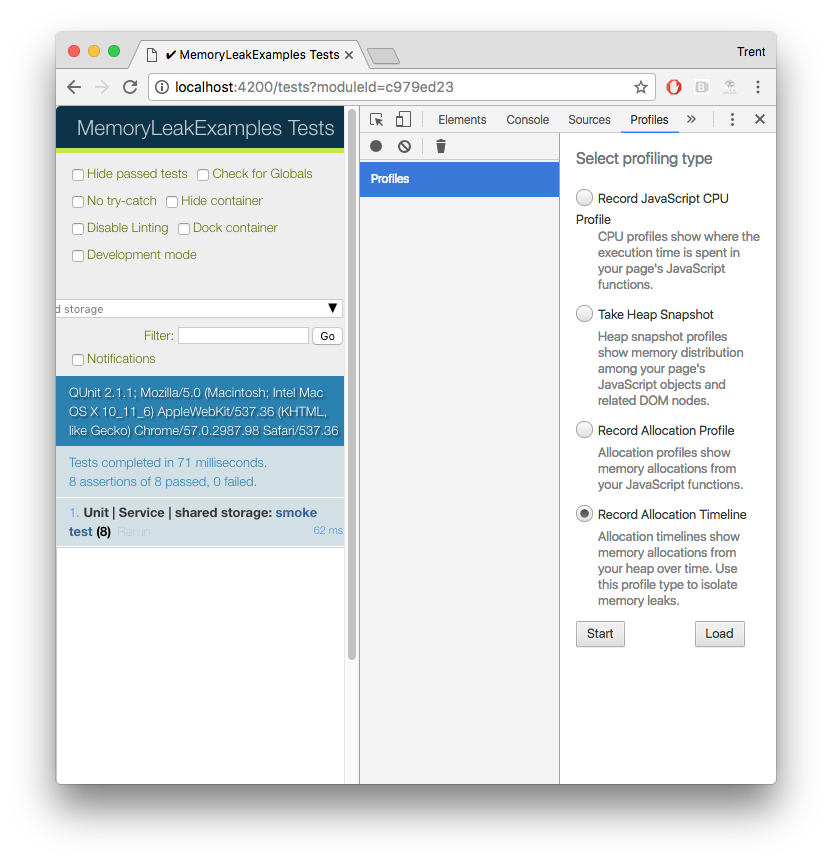 ✔ MemoryLeakExamples Tests
Trent
localhost:4200/tests?moduleId=c979ed23
MemoryLeakExamples Tests
Hide passed tests Check for Globals
No try-catch Hide container
Disable Linting Dock container
Development mode
d storage
Filter: Go
Notifications
QUnit 2.1.1; Mozilla/5.0 (Macintosh; Intel Mac
OS X 10_11_6) AppleWebKit/537.36 (KHTML,
like Gecko) Chrome/57.0.2987.98 Safari/537.36
Tests completed in 71 milliseconds.
8 assertions of 8 passed, 0 failed.
1. Unit | Service | shared storage: smoke
test (8) Rerun 62 ms
Elements Console Sources Profiles »
Profiles
Select profiling type
Record JavaScript CPU
Profile
CPU profiles show where the
execution time is spent in
your page's JavaScript
functions.
Take Heap Snapshot
Heap snapshot profiles
show memory distribution
among your page's
JavaScript objects and
related DOM nodes.
Record Allocation Profile
Allocation profiles show
memory allocations from
your JavaScript functions.
Record Allocation Timeline
Allocation timelines show
memory allocations from
your heap over time. Use
this profile type to isolate
memory leaks.
Start Load